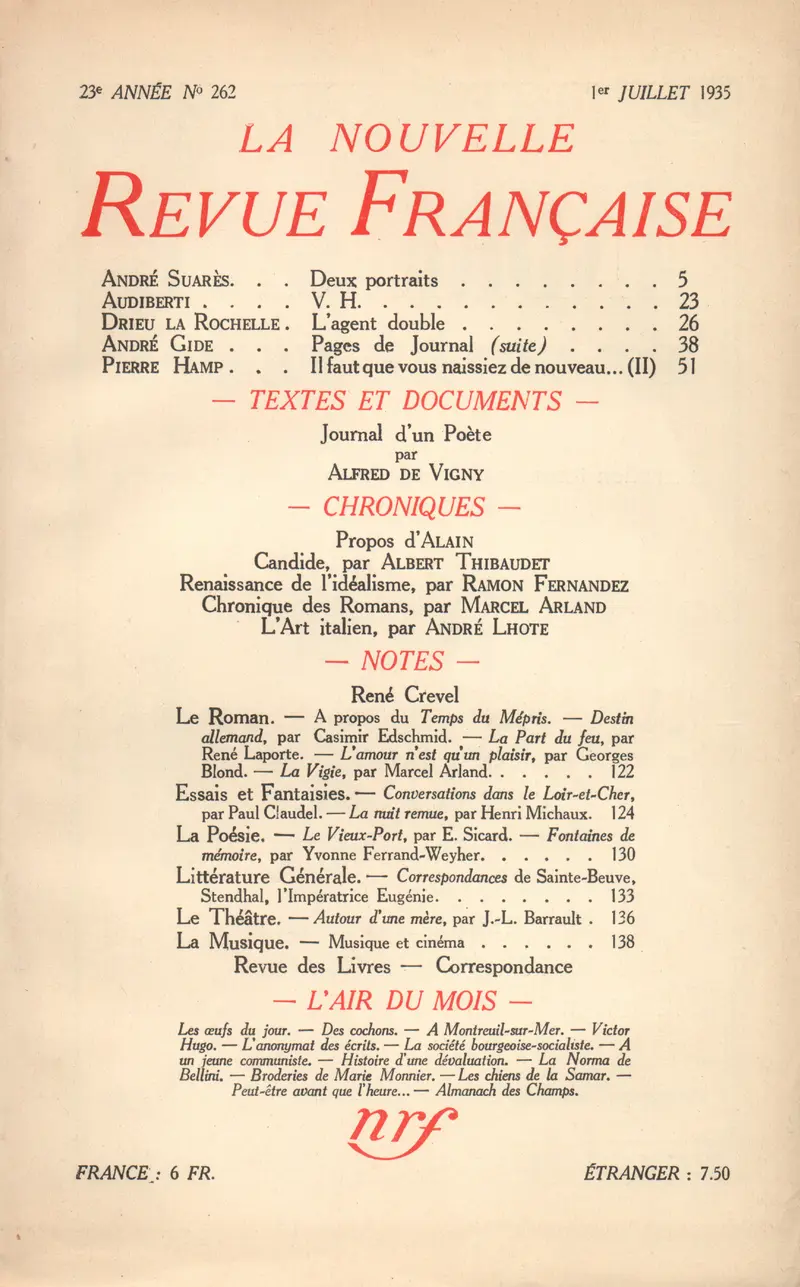 23e ANNÉE No 262
1er JUILLET 1935
LA NOUVELLE
REVUE FRANÇAISE
ANDRÉ SUARÈS. . . Deux portraits . . . . . . . . 5
AUDIBERTI . . . . V. H. . . . . . . . . . . . . 23
DRIEU LA ROCHELLE . L'agent double . . . . . . . . 26
ANDRÉ GIDE . . . Pages de Journal (suite) . . . . 38
PIERRE HAMP . . . Il faut que vous naissiez de nouveau... (II) 51
— TEXTES ET DOCUMENTS —
Journal d'un Poète
par
ALFRED DE VIGNY
— CHRONIQUES —
Propos d'ALAIN
Candide, par ALBERT THIBAUDET
Renaissance de l'idéalisme, par RAMON FERNANDEZ
Chronique des Romans, par MARCEL ARLAND
L'Art italien, par ANDRÉ LHOTE
— NOTES —
René Crevel
Le Roman. — A propos du Temps du Mépris. — Destin
allemand, par Casimir Edschmid. — La Part du feu, par
René Laporte. — L'amour n'est qu'un plaisir, par Georges
Blond. — La Vigie, par Marcel Arland. . . . . . 122
Essais et Fantaisies. — Conversations dans le Loir-et-Cher,
par Paul Claudel. — La nuit remue, par Henri Michaux. 124
La Poésie. — Le Vieux-Port, par E. Sicard. — Fontaines de
mémoire, par Yvonne Ferrand-Weyher. . . . . . 130
Littérature Générale. — Correspondances de Sainte-Beuve,
Stendhal, l'Impératrice Eugénie. . . . . . . . 133
Le Théâtre. — Autour d'une mère, par J.-L. Barrault . 136
La Musique. — Musique et cinéma . . . . . . 138
Revue des Livres — Correspondance
— L'AIR DU MOIS —
Les œufs du jour. — Des cochons. — A Montreuil-sur-Mer. — Victor
Hugo. — L'anonymat des écrits. — La société bourgeoise-socialiste. — A
un jeune communiste. — Histoire d'une dévaluation. — La Norma de
Bellini. — Broderies de Marie Monnier. — Les chiens de la Samar. —
Peut-être avant que l'heure... — Almanach des Champs.
nrf
FRANCE : 6 FR.
ÉTRANGER : 7.50